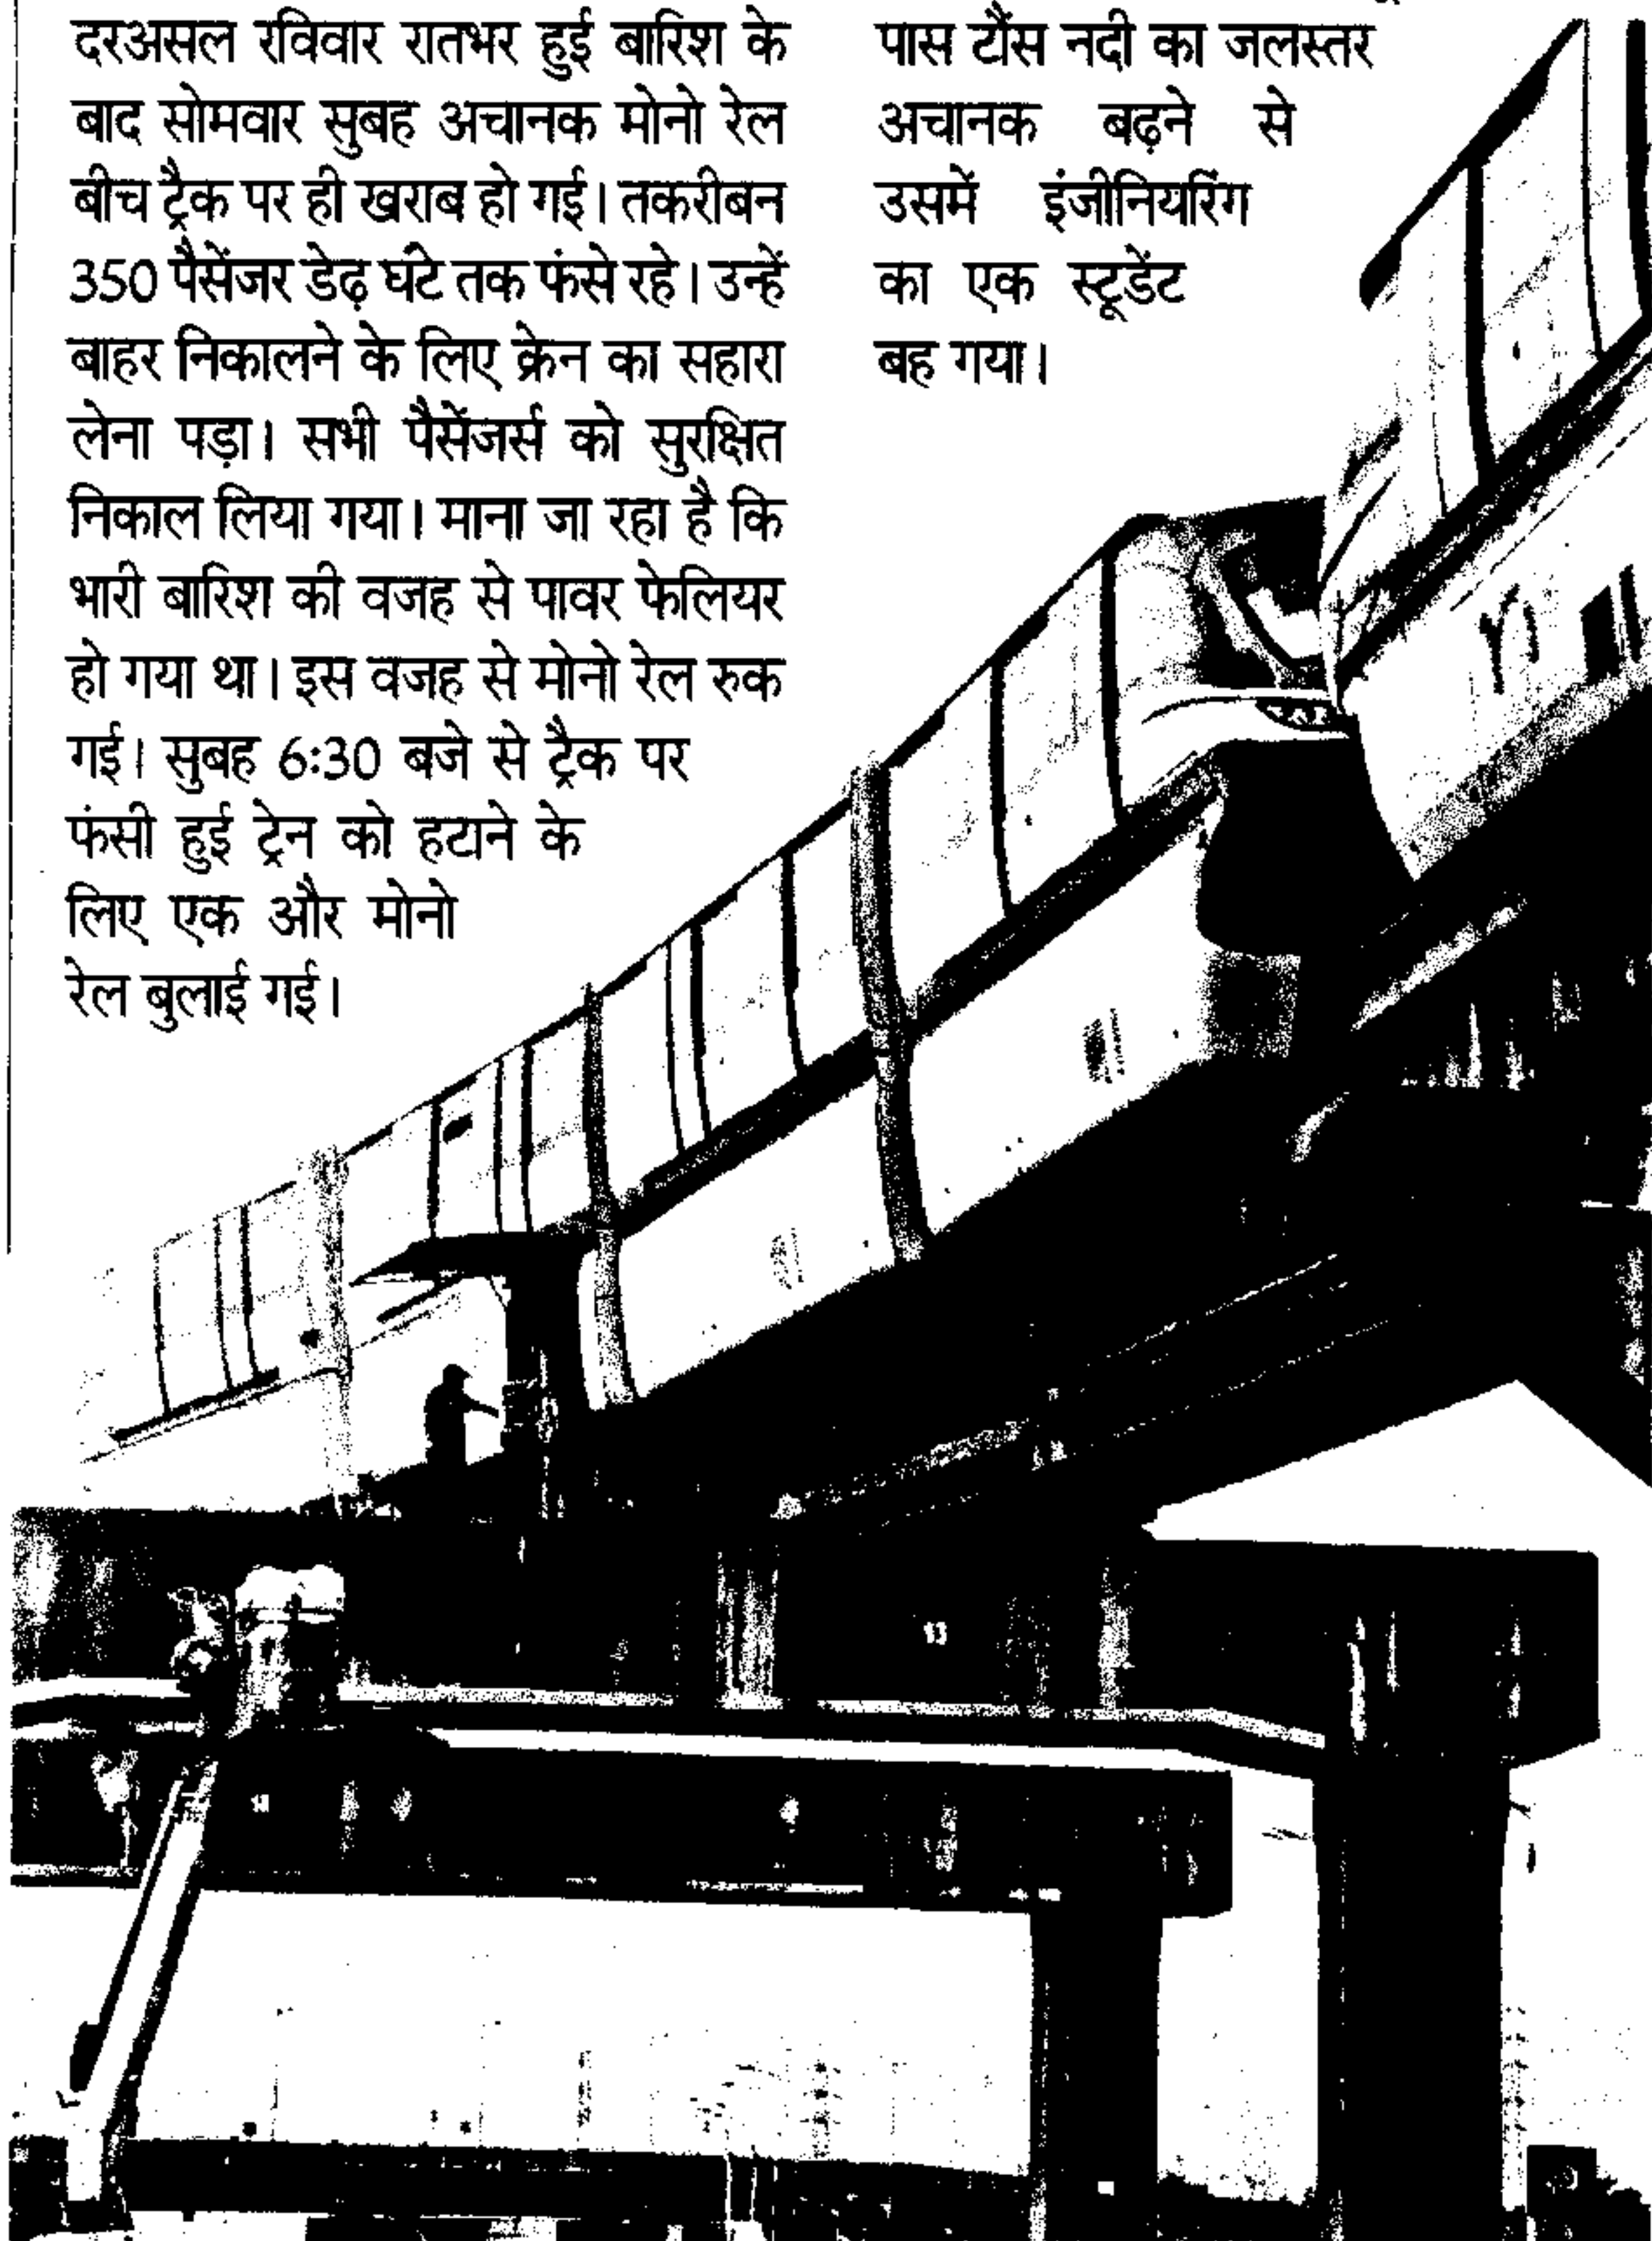 दरअसल रविवार रातभर हुई बारिश के
बाद सोमवार सुबह अचानक मोनो रेल
बीच ट्रैक पर ही खराब हो गई। तकरीबन
350 पैसेंजर डेढ़ घंटे तक फंसे रहे। उन्हें
बाहर निकालने के लिए क्रेन का सहारा
लेना पड़ा। सभी पैसेंजर्स को सुरक्षित
निकाल लिया गया। माना जा रहा है कि
भारी बारिश की वजह से पावर फेलियर
हो गया था। इस वजह से मोनो रेल रुक
गई। सुबह 6:30 बजे से ट्रैक पर
फंसी हुई ट्रेन को हटाने के
लिए एक और मोनो
रेल बुलाई गई।
पास टौंस नदी का जलस्तर
अचानक बढ़ने से
उसमें इंजीनियरिंग
का एक स्टूडेंट
बह गया।